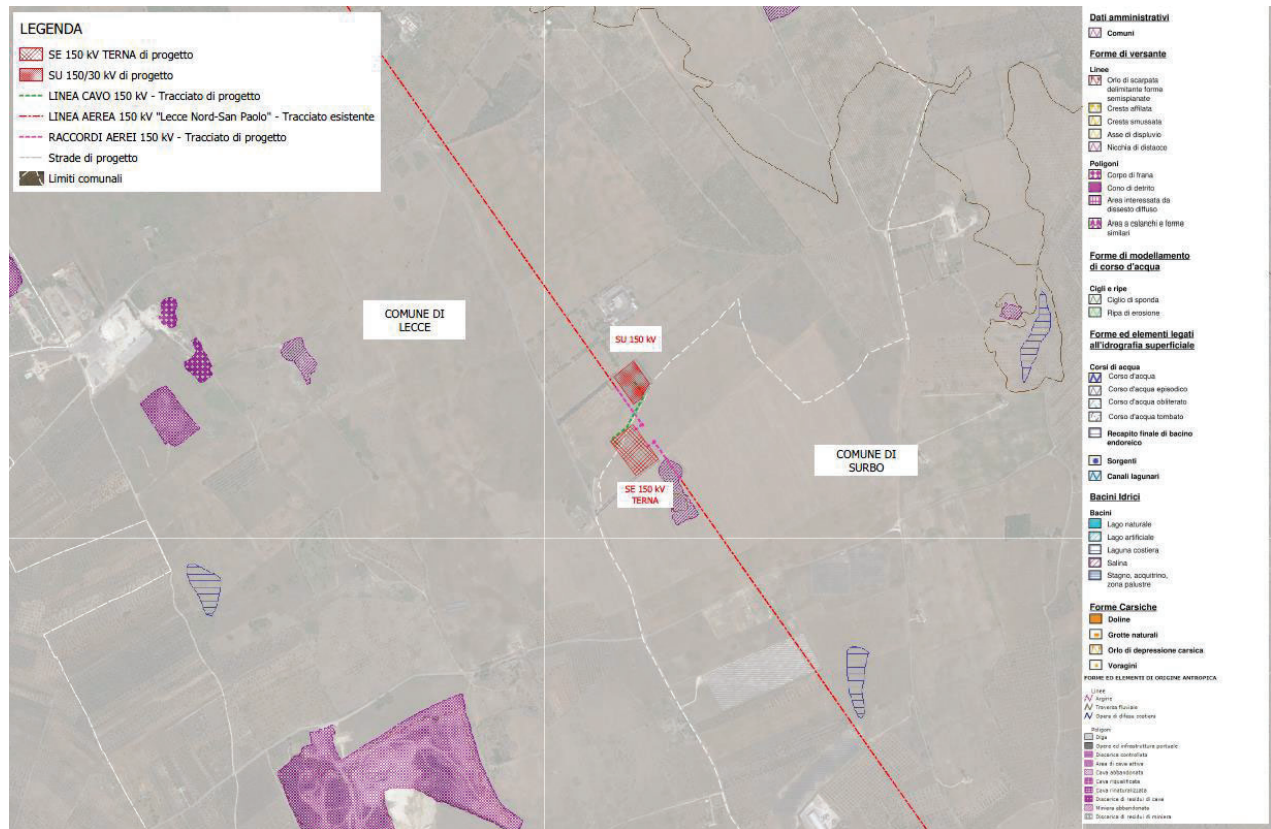 LEGENDA
SE 150 kV TERNA di progetto
SU 150/30 kV di progetto
LINEA CAVO 150 kV - Tracciato di progetto
LINEA AEREA 150 kV "Lecce Nord-San Paolo" - Tracciato esistente
RACCORDI AEREI 150 kV - Tracciato di progetto
Strade di progetto
Limiti comunali
COMUNE DI
LECCE
SU 150 kV
SE 150 kV
TERNA
COMUNE DI
SURBO
Dati amministrativi
Comuni
Forme di versante
Linee
Orlo di scarpata
delimitante forma
semispianate
Cresta affilata
Cresta smussata
Asse di displuvio
Nicchia di distacco
Poligoni
Corpo di frana
Cono di detrito
Area interessata da
dissesto diffuso
Area a calanchi e forme
similari
Forme di modellamento
di corso d'acqua
Cigli e ripe
Ciglio di sponda
Ripa di erosione
Forme ed elementi legati
all'idrografia superficiale
Corsi di acqua
Corso d'acqua
Corso d'acqua episodico
Corso d'acqua obliterato
Corso d'acqua tombato
Recapito finale di bacino
endoreico
Sorgenti
Canali lagunari
Bacini Idrici
Bacini
Lago naturale
Lago artificiale
Laguna costiera
Salina
Stagno, acquitrino,
zona palustre
Forme Carsiche
Doline
Grotte naturali
Orlo di depressione carsica
Voragini
FORME ED ELEMENTI DI ORIGINE ANTROPICA
Linee
Argine
Traversa fluviale
Opera di difesa costiera
Poligoni
Diga
Opera ed infrastruttura portuale
Discarica controllata
Area di cava attiva
Cava abbandonata
Cava riqualificata
Cava rinaturalizzata
Discarica di residui di cava
Miniera abbandonata
Discarica di residui di miniera